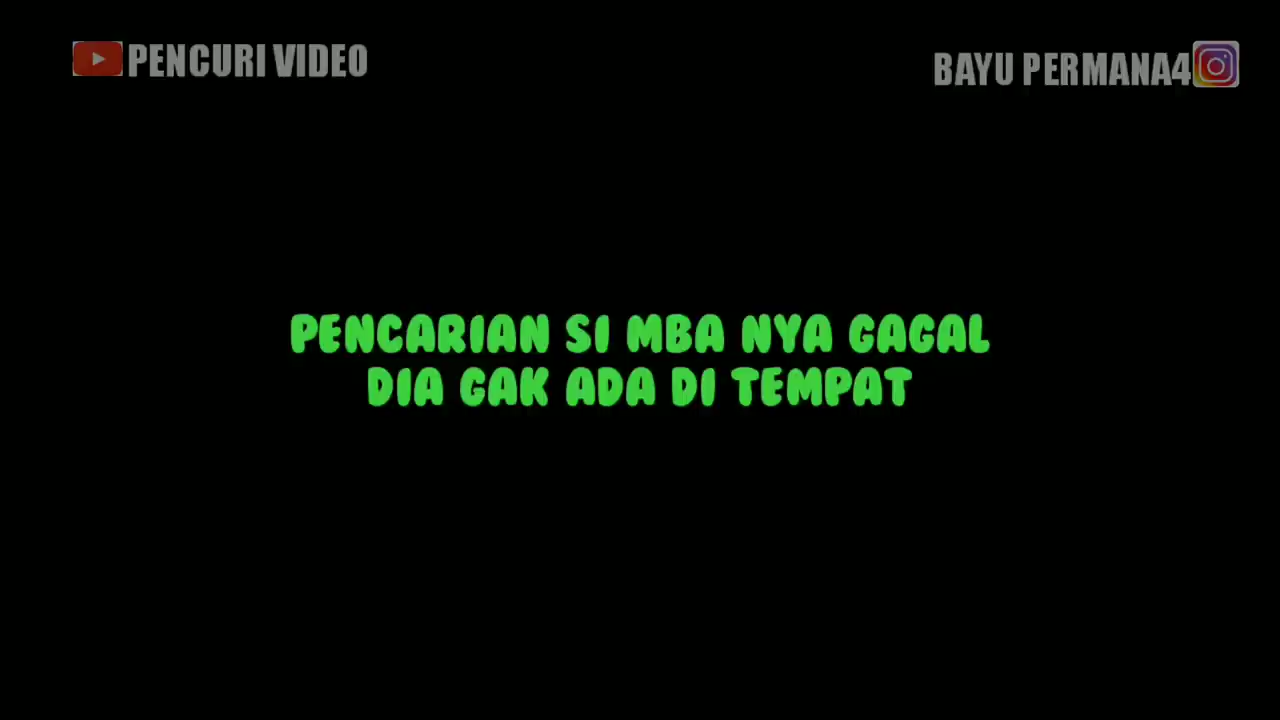 PENCURI VIDEO
BAYU PERMANA4
PENCARIAN SI MBA NYA GAGAL
DIA GAK ADA DI TEMPAT